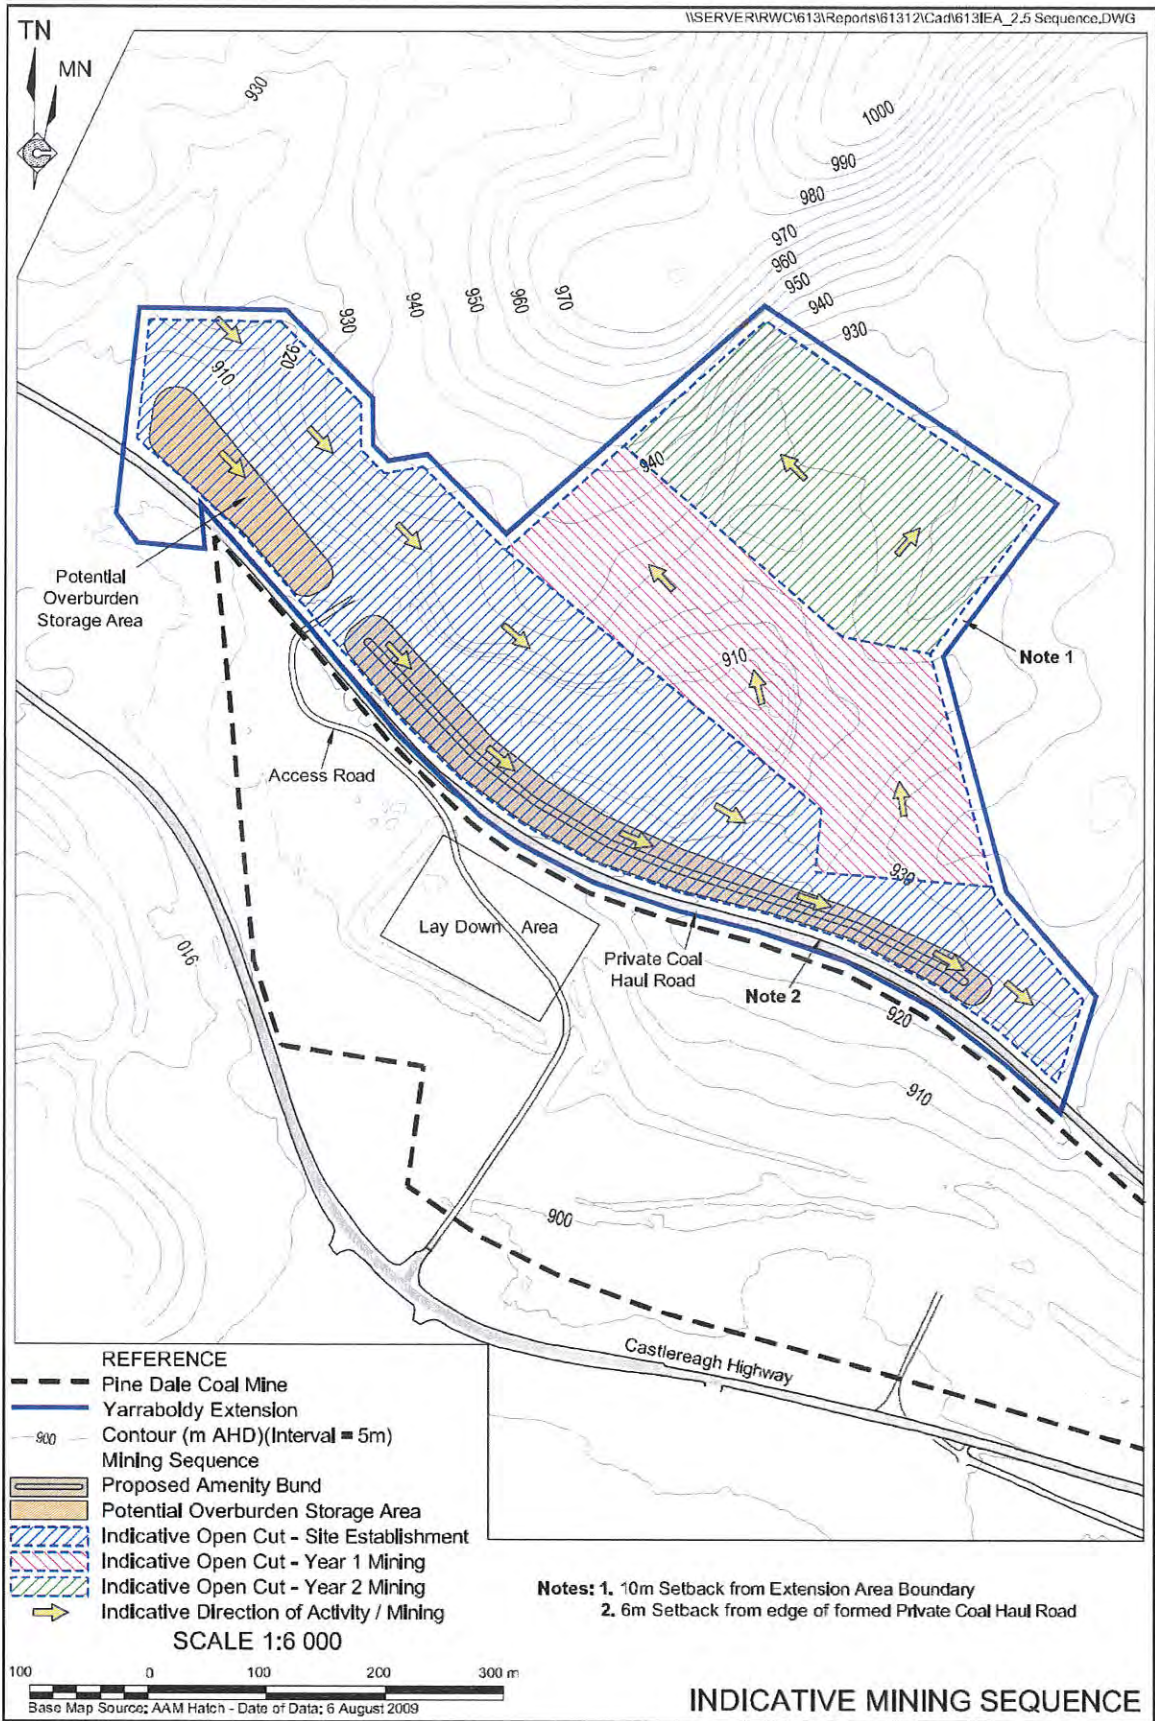 \\SERVER\RWC\613\Reports\61312\Cad\613IEA_2.5 Sequence.DWG
TN
MN
930
1000
990
980
970
960
950
940
930
930
940
950
960
970
920
910
940
910
930
920
910
910
900
Potential
Overburden
Storage Area
Note 1
Access Road
Lay Down Area
Private Coal
Haul Road
Note 2
Castlereagh Highway
REFERENCE
Pine Dale Coal Mine
Yarraboldy Extension
900 Contour (m AHD)(Interval = 5m)
Mining Sequence
Proposed Amenity Bund
Potential Overburden Storage Area
Indicative Open Cut - Site Establishment
Indicative Open Cut - Year 1 Mining
Indicative Open Cut - Year 2 Mining
Indicative Direction of Activity / Mining
SCALE 1:6 000
100 0 100 200 300 m
Base Map Source: AAM Hatch - Date of Data: 6 August 2009
Notes: 1. 10m Setback from Extension Area Boundary
2. 6m Setback from edge of formed Private Coal Haul Road
INDICATIVE MINING SEQUENCE